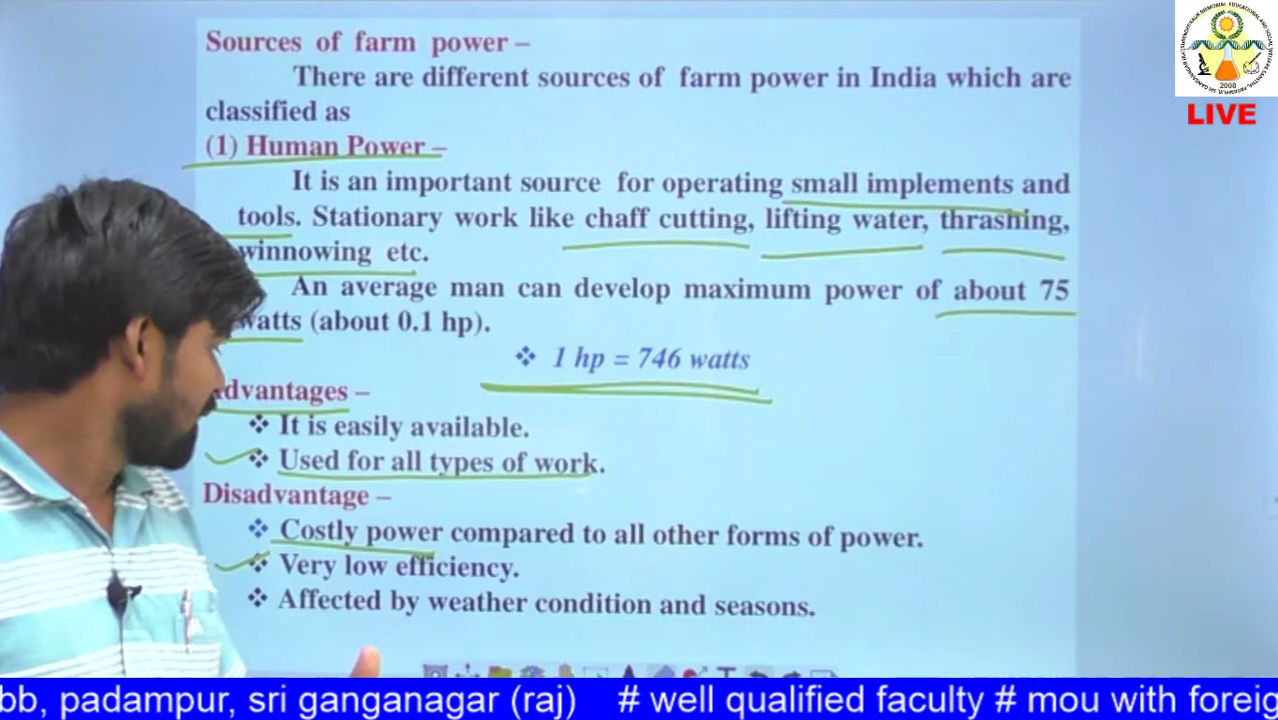 Sources of farm power –
There are different sources of farm power in India which are
classified as
(1) Human Power –
It is an important source for operating small implements and
tools. Stationary work like chaff cutting, lifting water, thrashing,
winnowing etc.
An average man can develop maximum power of about 75
watts (about 0.1 hp).
❖ 1 hp = 746 watts
Advantages –
❖ It is easily available.
❖ Used for all types of work.
Disadvantage –
❖ Costly power compared to all other forms of power.
❖ Very low efficiency.
❖ Affected by weather condition and seasons.
2008
LIVE
bb, padampur, sri ganganagar (raj) # well qualified faculty # mou with foreig